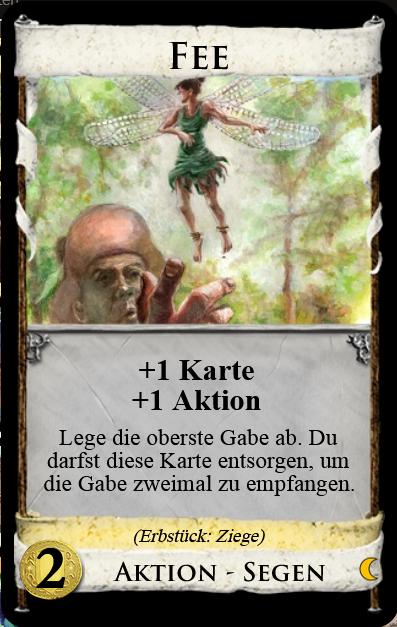 FEE
+1 Karte
+1 Aktion
Lege die oberste Gabe ab. Du
darfst diese Karte entsorgen, um
die Gabe zweimal zu empfangen.
(Erbstück: Ziege)
2 AKTION - SEGEN